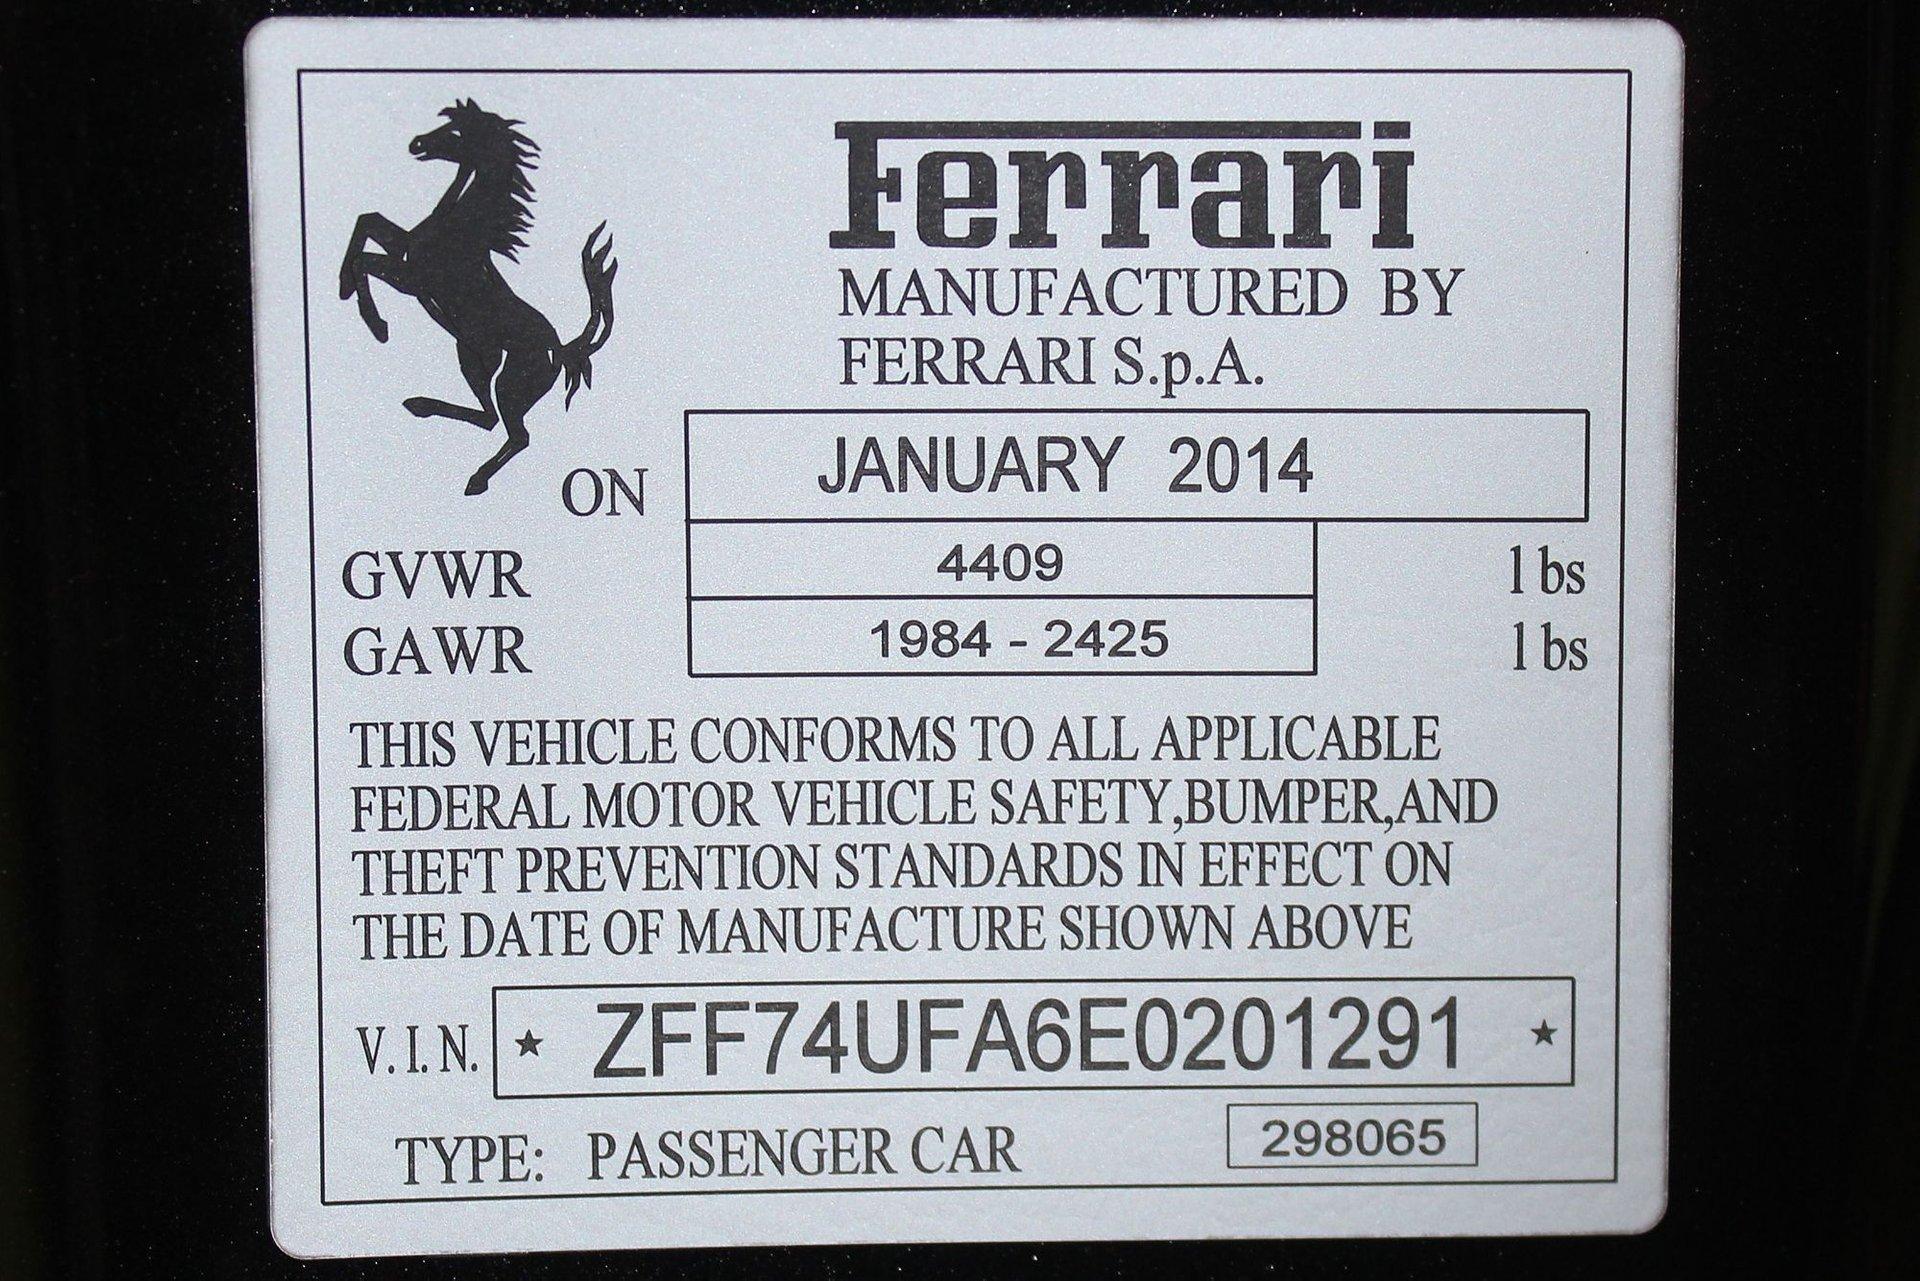 Ferrari
MANUFACTURED BY
FERRARI S.p.A.
ON JANUARY 2014
GVWR 4409 lbs
GAWR 1984 - 2425 lbs
THIS VEHICLE CONFORMS TO ALL APPLICABLE
FEDERAL MOTOR VEHICLE SAFETY,BUMPER,AND
THEFT PREVENTION STANDARDS IN EFFECT ON
THE DATE OF MANUFACTURE SHOWN ABOVE
V.I.N. ★ ZFF74UFA6E0201291 ★
TYPE: PASSENGER CAR 298065